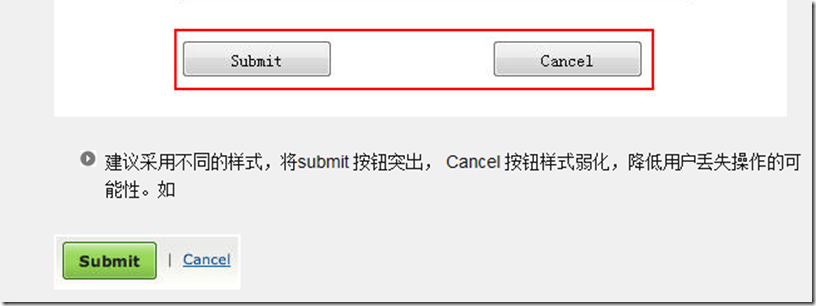 Submit Cancel
建议采用不同的样式，将submit 按钮突出， Cancel 按钮样式弱化，降低用户丢失操作的可
能性。如
Submit | Cancel